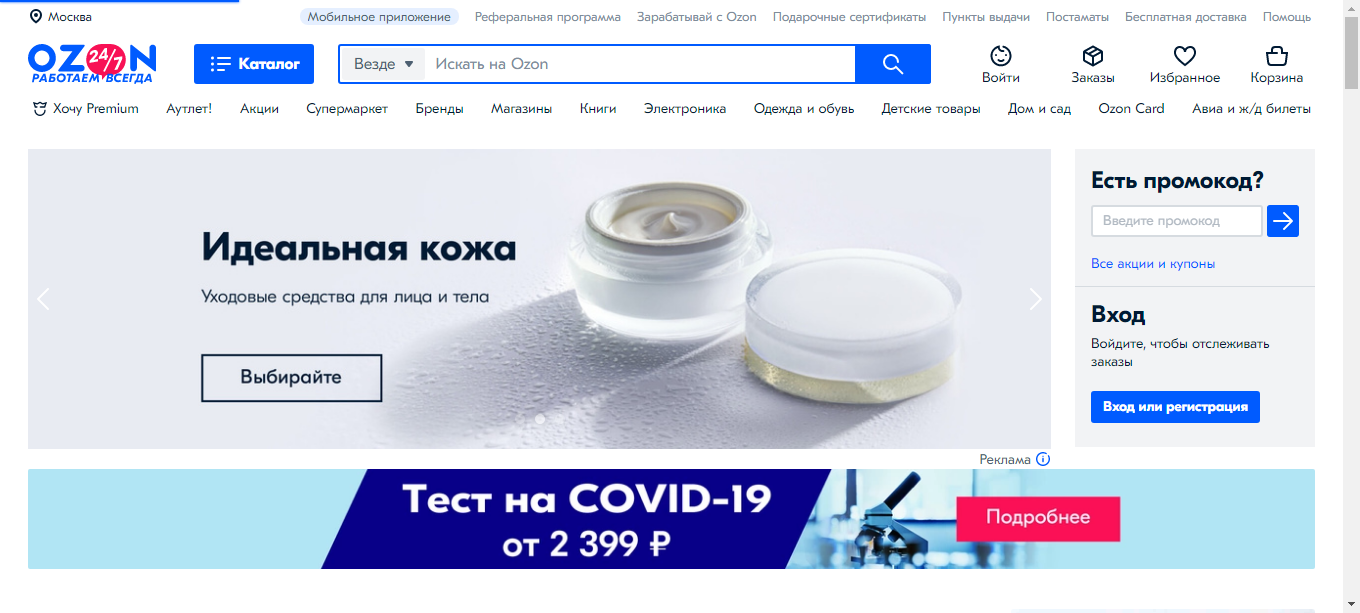 Москва
Мобильное приложение
Реферальная программа
Зарабатывай с Ozon
Подарочные сертификаты
Пункты выдачи
Постаматы
Бесплатная доставка
Помощь
OZON
24/7
РАБОТАЕМ ВСЕГДА
Каталог
Везде
Искать на Ozon
Войти
Заказы
Избранное
Корзина
Хочу Premium
Аутлет!
Акции
Супермаркет
Бренды
Магазины
Книги
Электроника
Одежда и обувь
Детские товары
Дом и сад
Ozon Card
Авиа и ж/д билеты
Идеальная кожа
Уходовые средства для лица и тела
Выбирайте
Есть промокод?
Введите промокод
Все акции и купоны
Вход
Войдите, чтобы отслеживать
заказы
Вход или регистрация
Реклама
Тест на COVID-19
от 2 399 ₽
Подробнее